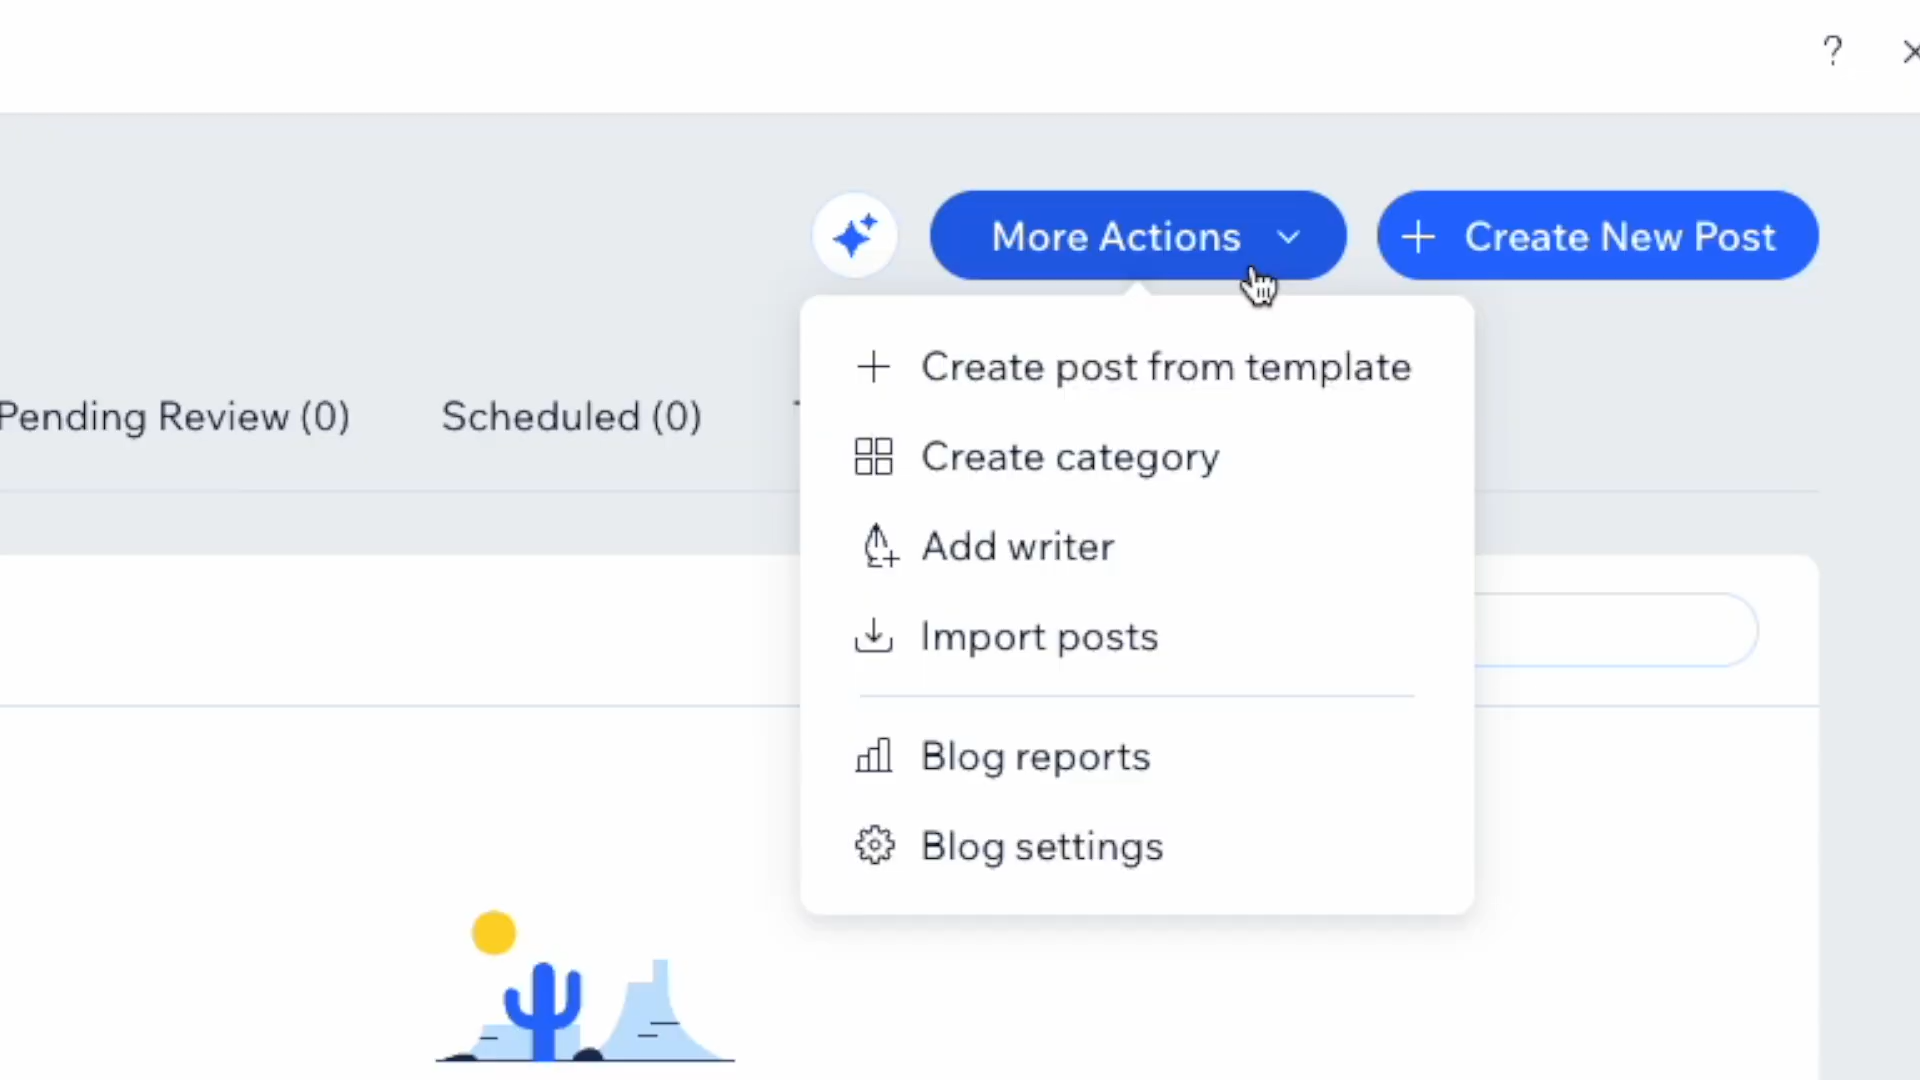 ?
More Actions
+ Create New Post
Pending Review (0)
Scheduled (0)
Create post from template
Create category
Add writer
Import posts
Blog reports
Blog settings